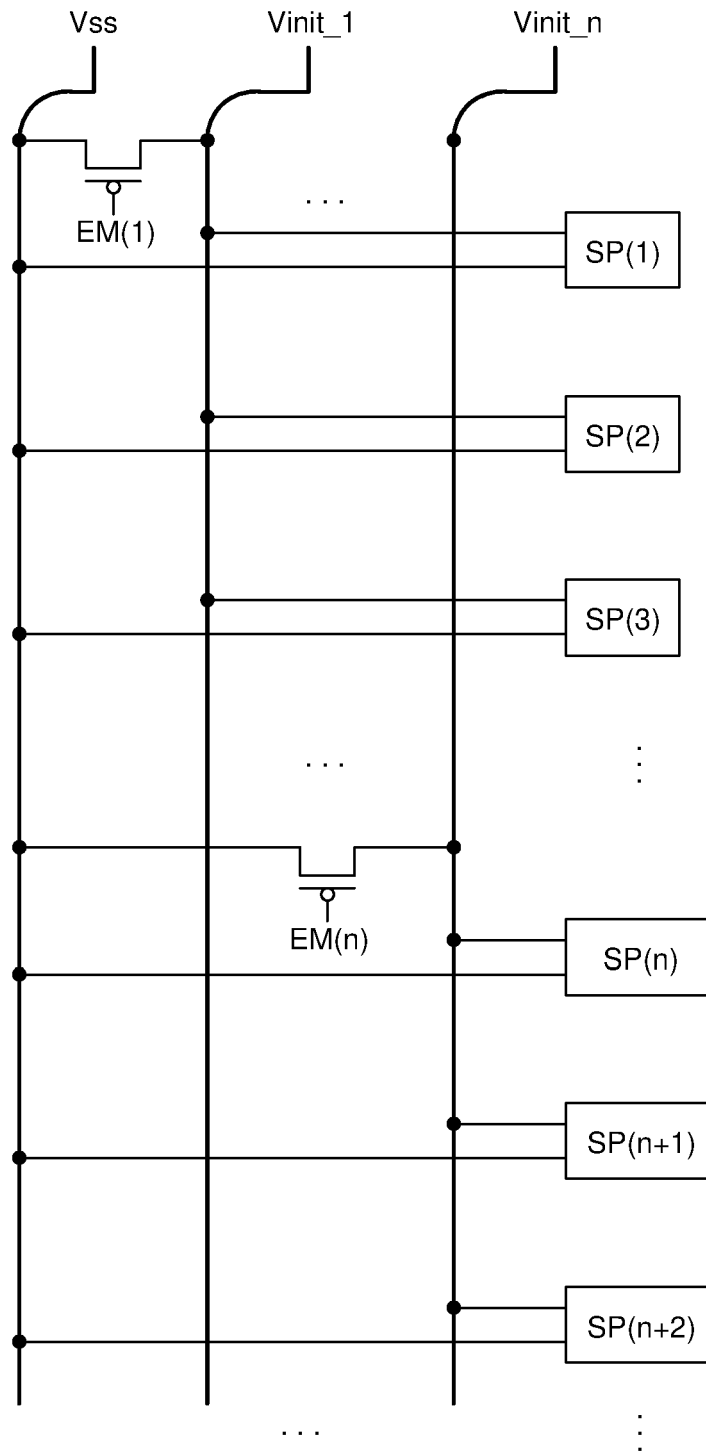 Vss Vinit_1 Vinit_n
. . .
EM(1)
SP(1)
SP(2)
SP(3)
. . .
EM(n)
SP(n)
SP(n+1)
SP(n+2)
. . .